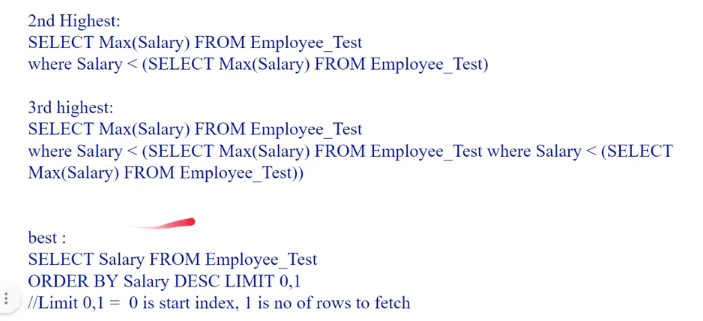 2nd Highest:
SELECT Max(Salary) FROM Employee_Test
where Salary < (SELECT Max(Salary) FROM Employee_Test)
3rd highest:
SELECT Max(Salary) FROM Employee_Test
where Salary < (SELECT Max(Salary) FROM Employee_Test where Salary < (SELECT
Max(Salary) FROM Employee_Test))
best :
SELECT Salary FROM Employee_Test
ORDER BY Salary DESC LIMIT 0,1
//Limit 0,1 = 0 is start index, 1 is no of rows to fetch